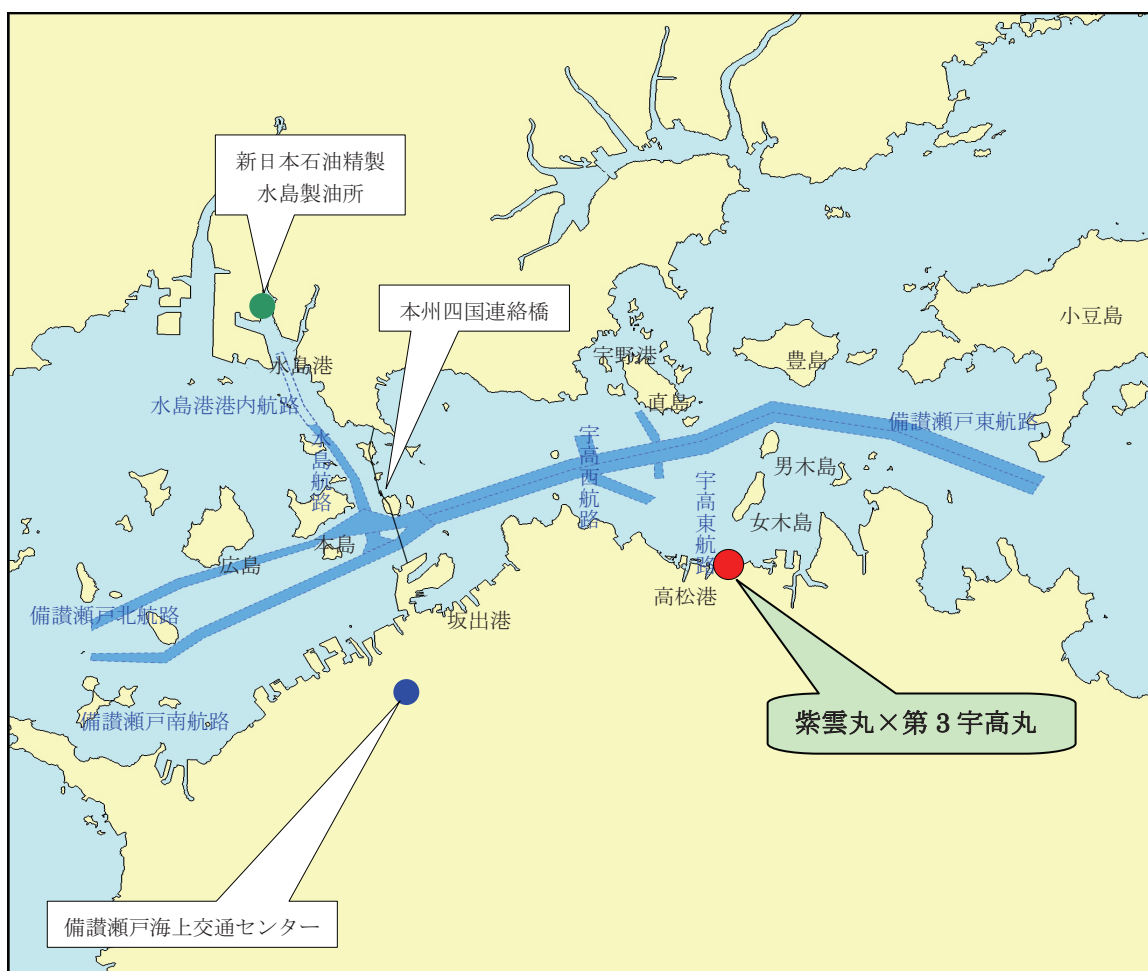 新日本石油精製
水島製油所
本州四国連絡橋
小豆島
宇野港
豊島
水島港
直島
水島港港内航路
備讃瀬戸東航路
水島航路
宇高西航路
男木島
宇高東航路
女木島
本島
広島
高松港
備讃瀬戸北航路
坂出港
備讃瀬戸南航路
紫雲丸×第3宇高丸
備讃瀬戸海上交通センター